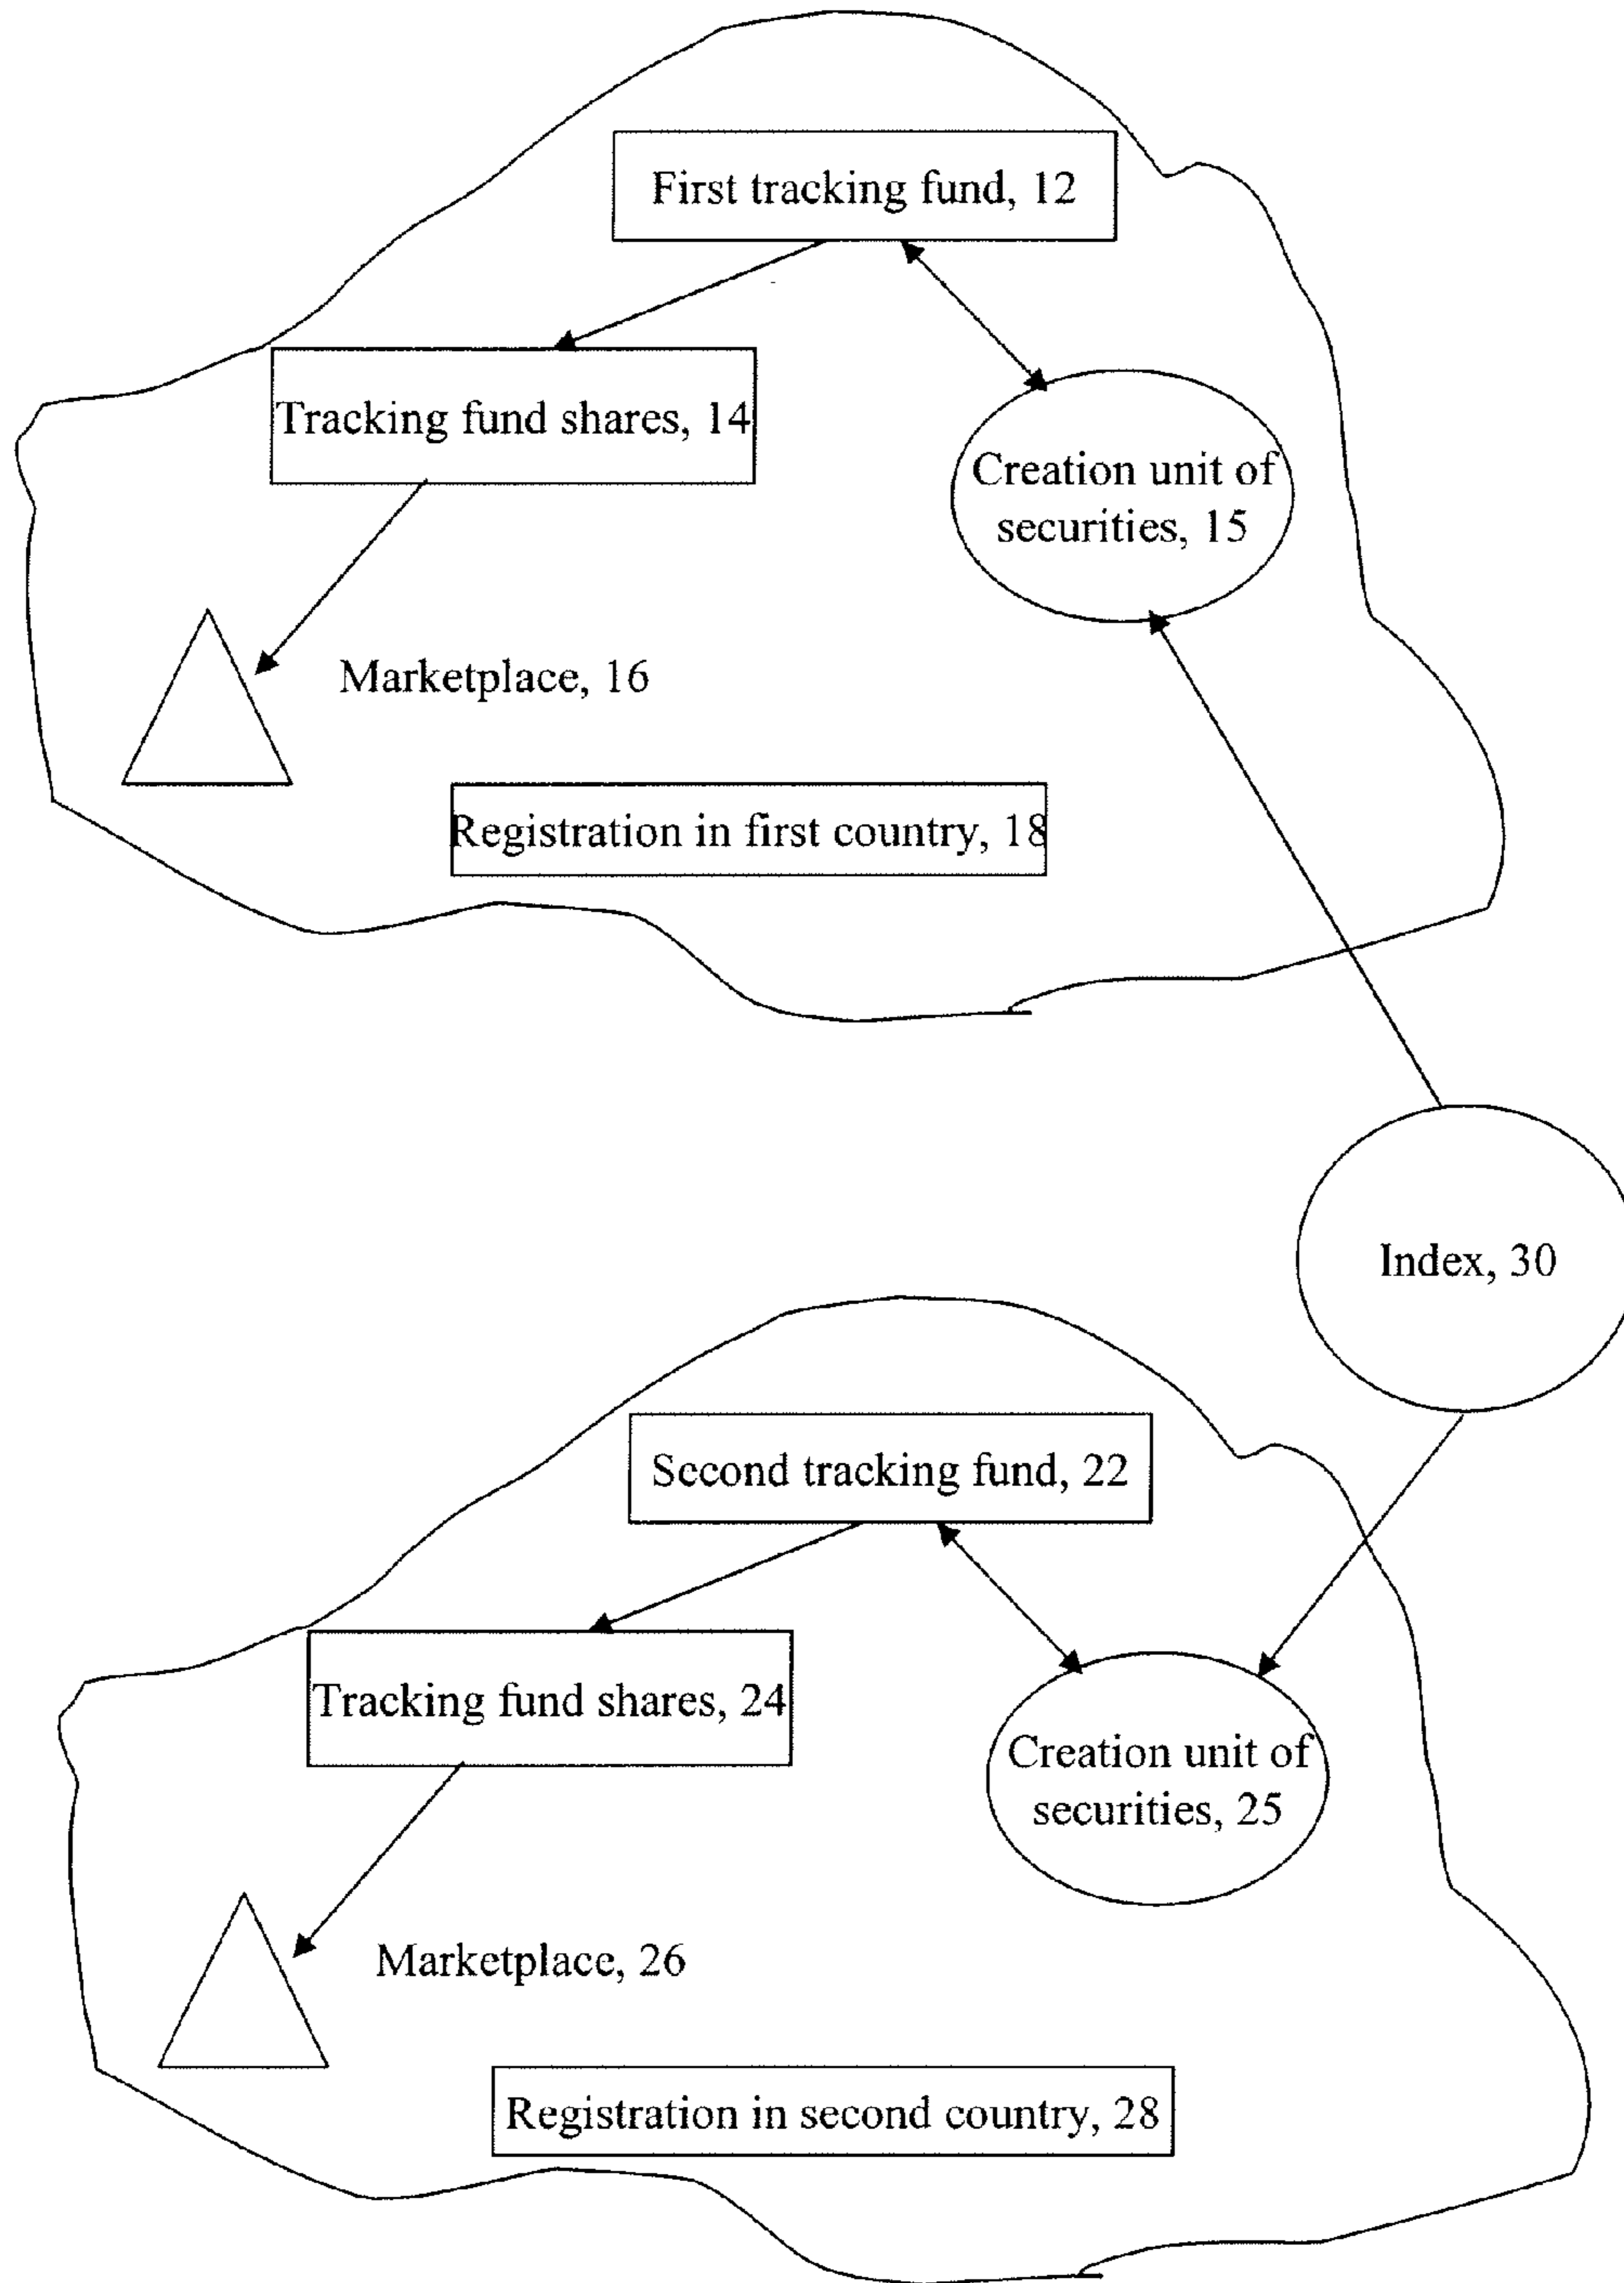 First tracking fund, 12
Tracking fund shares, 14
Creation unit of
securities, 15
Marketplace, 16
Registration in first country, 18
Index, 30
Second tracking fund, 22
Tracking fund shares, 24
Creation unit of
securities, 25
Marketplace, 26
Registration in second country, 28